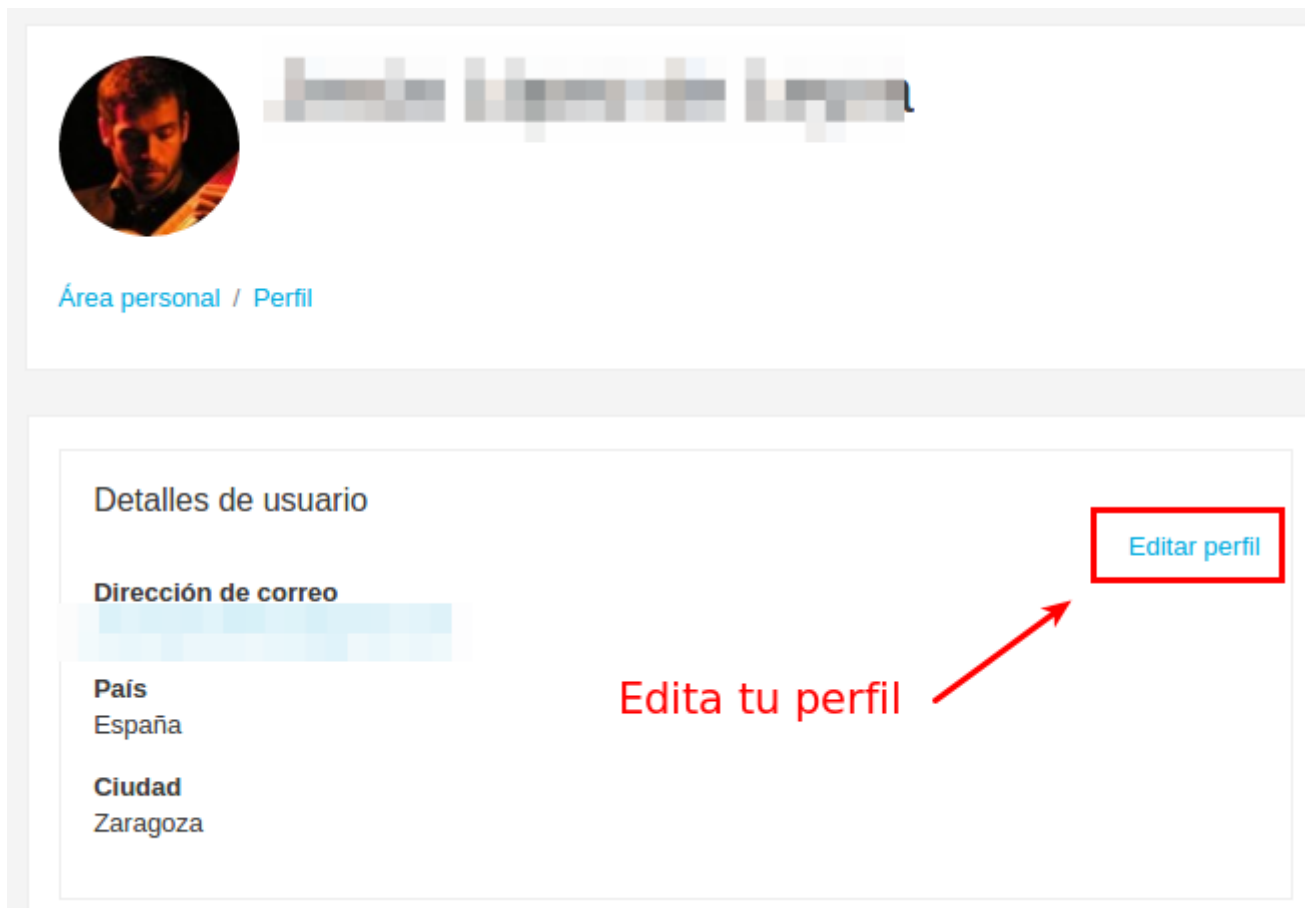 Área personal / Perfil
Detalles de usuario
Editar perfil
Dirección de correo
País
España
Edita tu perfil
Ciudad
Zaragoza